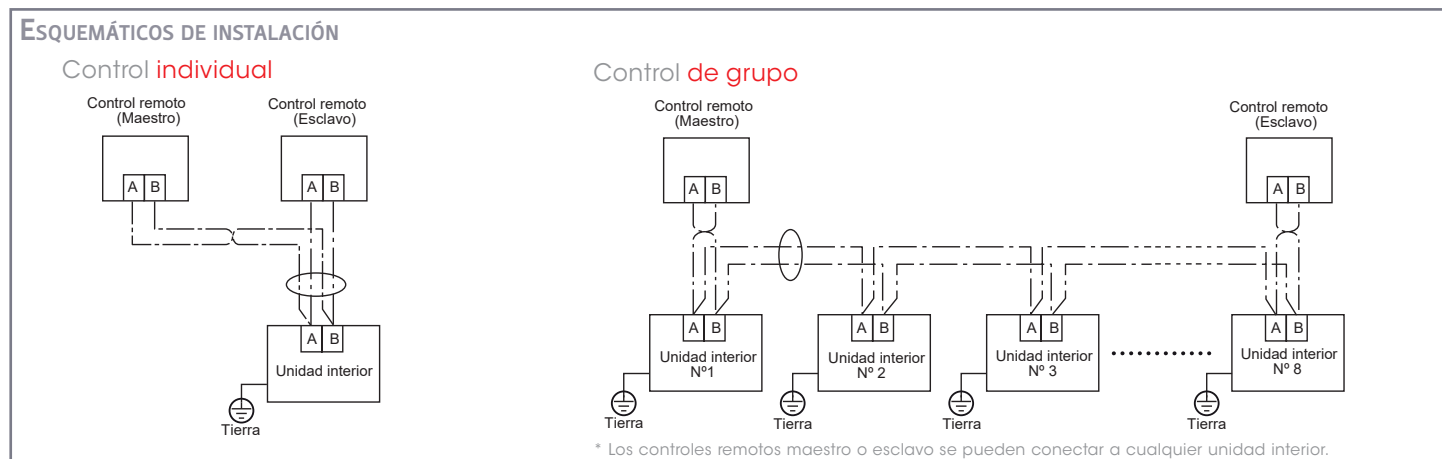 ESQUEMÁTICOS DE INSTALACIÓN
Control individual
Control remoto
(Maestro)
Control remoto
(Esclavo)
A B
A B
A B
Unidad interior
Tierra
Control de grupo
Control remoto
(Maestro)
Control remoto
(Esclavo)
A B
A B
A B
Unidad interior
Nº1
A B
Unidad interior
Nº 2
A B
Unidad interior
Nº 3
A B
Unidad interior
Nº 8
Tierra
Tierra
Tierra
Tierra
* Los controles remotos maestro o esclavo se pueden conectar a cualquier unidad interior.